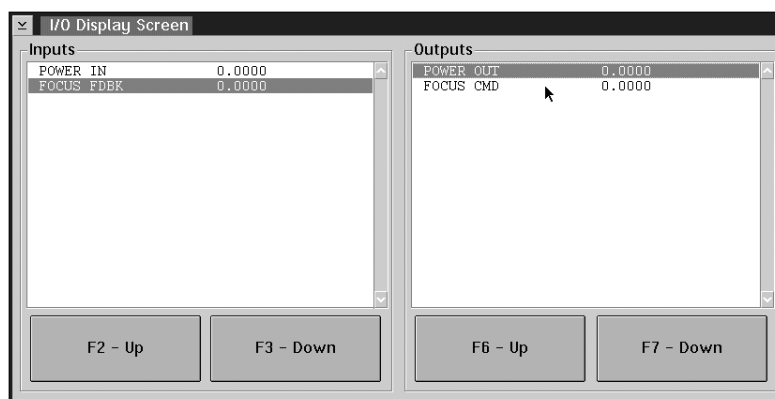 I/O Display Screen
Inputs
POWER IN 0.0000
FOCUS FDBK 0.0000
F2 - Up
F3 - Down
Outputs
POWER OUT 0.0000
FOCUS CMD 0.0000
F6 - Up
F7 - Down